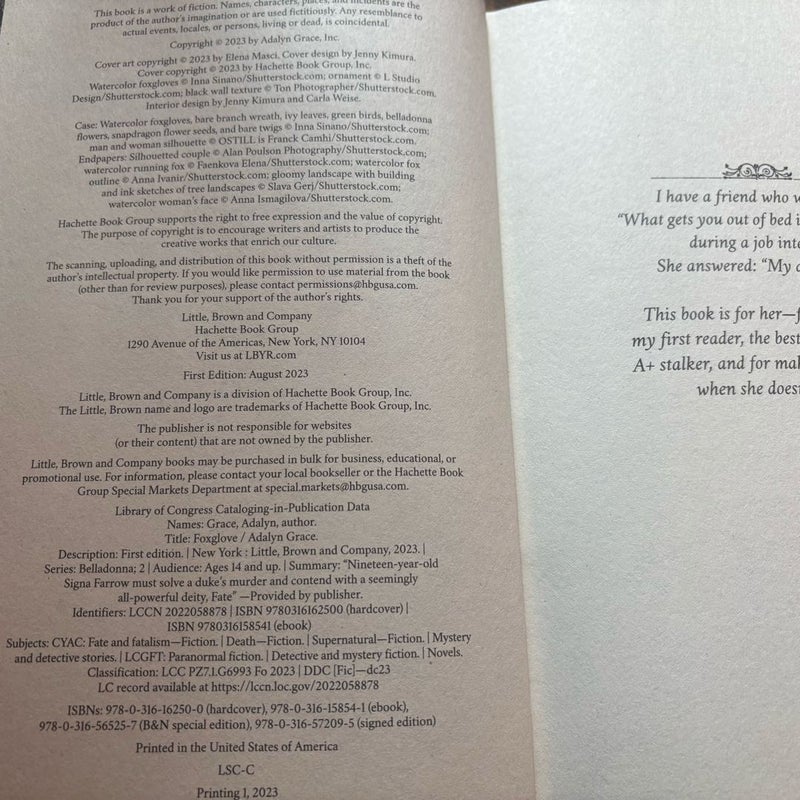 This book is a work of fiction. Names, characters, places, and incidents are the
product of the author's imagination or are used fictitiously. Any resemblance to
actual events, locales, or persons, living or dead, is coincidental.
Copyright © 2023 by Adalyn Grace, Inc.
Cover art copyright © 2023 by Elena Masci. Cover design by Jenny Kimura.
Cover copyright © 2023 by Hachette Book Group, Inc.
Watercolor foxgloves © Inna Sinano/Shutterstock.com; ornament © L Studio
Design/Shutterstock.com; black wall texture © Ton Photographer/Shutterstock.com.
Interior design by Jenny Kimura and Carla Weise.
Case: Watercolor foxgloves, bare branch wreath, ivy leaves, green birds, belladonna
flowers, snapdragon flower seeds, and bare twigs © Inna Sinano/Shutterstock.com;
man and woman silhouette © OSTILL is Franck Camhi/Shutterstock.com.
Endpapers: Silhouetted couple © Alan Poulson Photography/Shutterstock.com;
watercolor running fox © Faenkova Elena/Shutterstock.com; watercolor fox
outline © Anna Ivanir/Shutterstock.com; gloomy landscape with building
and ink sketches of tree landscapes © Slava Gerj/Shutterstock.com;
watercolor woman's face © Anna Ismagilova/Shutterstock.com.
Hachette Book Group supports the right to free expression and the value of copyright.
The purpose of copyright is to encourage writers and artists to produce the
creative works that enrich our culture.
The scanning, uploading, and distribution of this book without permission is a theft of the
author's intellectual property. If you would like permission to use material from the book
(other than for review purposes), please contact permissions@hbgusa.com.
Thank you for your support of the author's rights.
Little, Brown and Company
Hachette Book Group
1290 Avenue of the Americas, New York, NY 10104
Visit us at LBYR.com
First Edition: August 2023
Little, Brown and Company is a division of Hachette Book Group, Inc.
The Little, Brown name and logo are trademarks of Hachette Book Group, Inc.
The publisher is not responsible for websites
(or their content) that are not owned by the publisher.
Little, Brown and Company books may be purchased in bulk for business, educational, or
promotional use. For information, please contact your local bookseller or the Hachette Book
Group Special Markets Department at special.markets@hbgusa.com.
Library of Congress Cataloging-in-Publication Data
Names: Grace, Adalyn, author.
Title: Foxglove / Adalyn Grace.
Description: First edition. | New York : Little, Brown and Company, 2023. |
Series: Belladonna; 2 | Audience: Ages 14 and up. | Summary: "Nineteen-year-old
Signa Farrow must solve a duke's murder and contend with a seemingly
all-powerful deity, Fate" —Provided by publisher.
Identifiers: LCCN 2022058878 | ISBN 9780316162500 (hardcover) |
ISBN 9780316158541 (ebook)
Subjects: CYAC: Fate and fatalism—Fiction. | Death—Fiction. | Supernatural—Fiction. | Mystery
and detective stories. | LCGFT: Paranormal fiction. | Detective and mystery fiction. | Novels.
Classification: LCC PZ7.1.G6993 Fo 2023 | DDC [Fic]—dc23
LC record available at https://lccn.loc.gov/2022058878
ISBNs: 978-0-316-16250-0 (hardcover), 978-0-316-15854-1 (ebook),
978-0-316-56525-7 (B&N special edition), 978-0-316-57209-5 (signed edition)
Printed in the United States of America
LSC-C
Printing 1, 2023
I have a friend who
"What gets you out of bed
during a job
She answered: "My
This book is for her—
my first reader, the best
A+ stalker, and for
when she